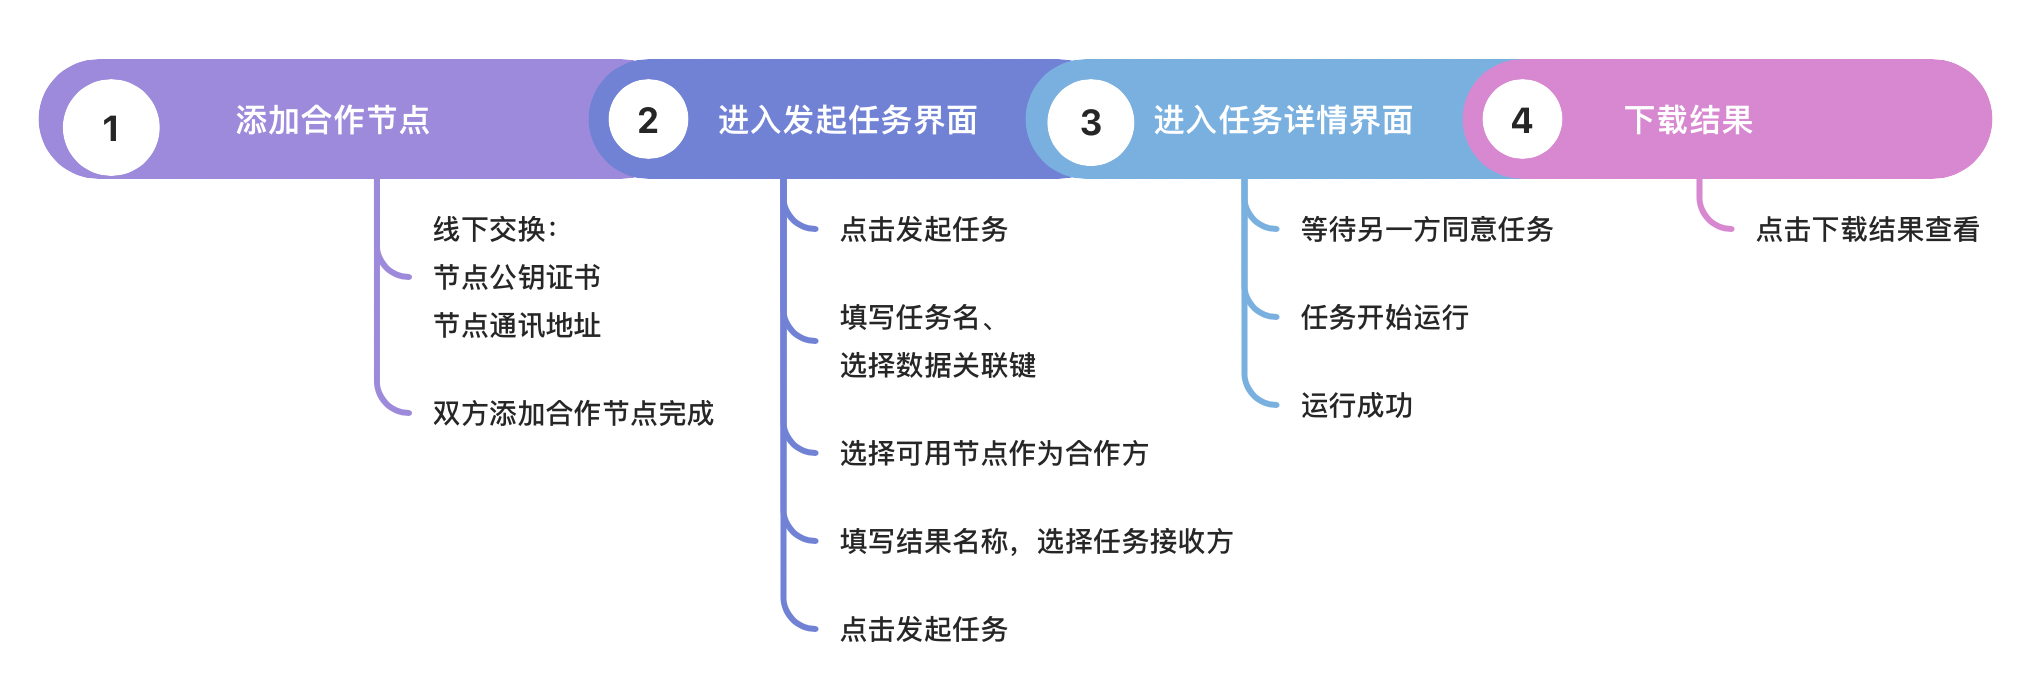 1
添加合作节点
线下交换：
节点公钥证书
节点通讯地址
双方添加合作节点完成
2
进入发起任务界面
点击发起任务
填写任务名、
选择数据关联键
选择可用节点作为合作方
填写结果名称，选择任务接收方
点击发起任务
3
进入任务详情界面
等待另一方同意任务
任务开始运行
运行成功
4
下载结果
点击下载结果查看